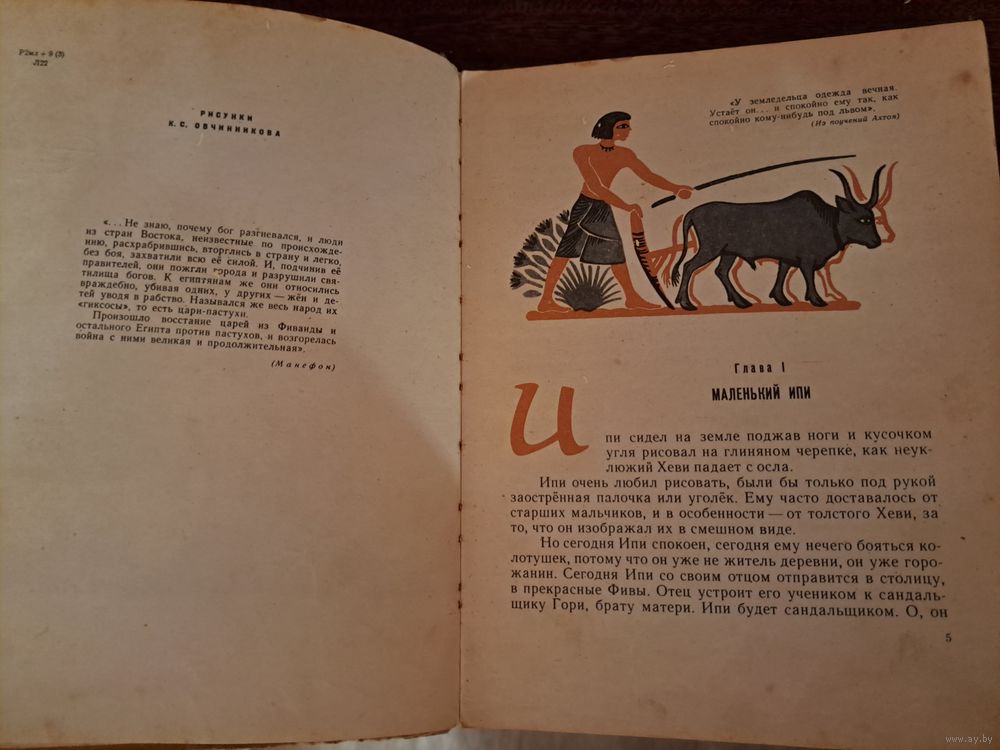 Р2мл + 9 (3)
Л22
РИСУНКИ
К. С. ОВЧИННИКОВА
«...Не знаю, почему бог разгневался, и люди
из стран Востока, неизвестные по происхожде-
нию, расхрабрившись, вторглись в страну и легко,
без боя, захватили всю её силой. И, подчинив её
правителей, они пожгли города и разрушили свя-
тилища богов. К египтянам же они относились
враждебно, убивая одних, у других — жён и де-
тей уводя в рабство. Назывался же весь народ их
«гиксосы», то есть цари-пастухи.
Произошло восстание царей из Фиваиды и
остального Египта против пастухов, и возгорелась
война с ними великая и продолжительная».
(Манефон)
«У земледельца одежда вечная.
Устаёт он... и спокойно ему так, как
спокойно кому-нибудь под львом».
(Из поучений Ахтоя)
Глава I
МАЛЕНЬКИЙ ИПИ
Ипи сидел на земле поджав ноги и кусочком
угля рисовал на глиняном черепке, как неук-
люжий Хеви падает с осла.
Ипи очень любил рисовать, были бы только под рукой
заострённая палочка или уголёк. Ему часто доставалось от
старших мальчиков, и в особенности — от толстого Хеви, за
то, что он изображал их в смешном виде.
Но сегодня Ипи спокоен, сегодня ему нечего бояться ко-
лотушек, потому что он уже не житель деревни, он уже горо-
жанин. Сегодня Ипи со своим отцом отправится в столицу,
в прекрасные Фивы. Отец устроит его учеником к сандаль-
щику Гори, брату матери. Ипи будет сандальщиком. О, он
5
www.ay.by